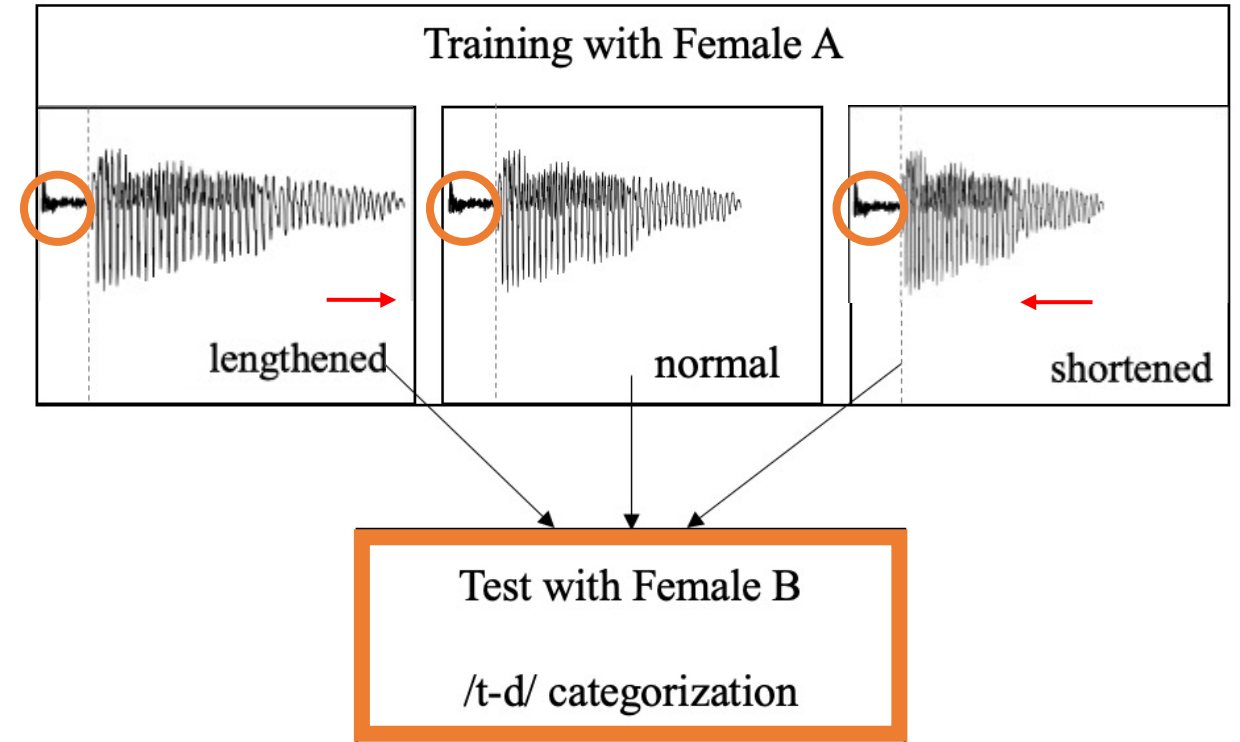 Training with Female A
lengthened
normal
shortened
Test with Female B
/t-d/ categorization